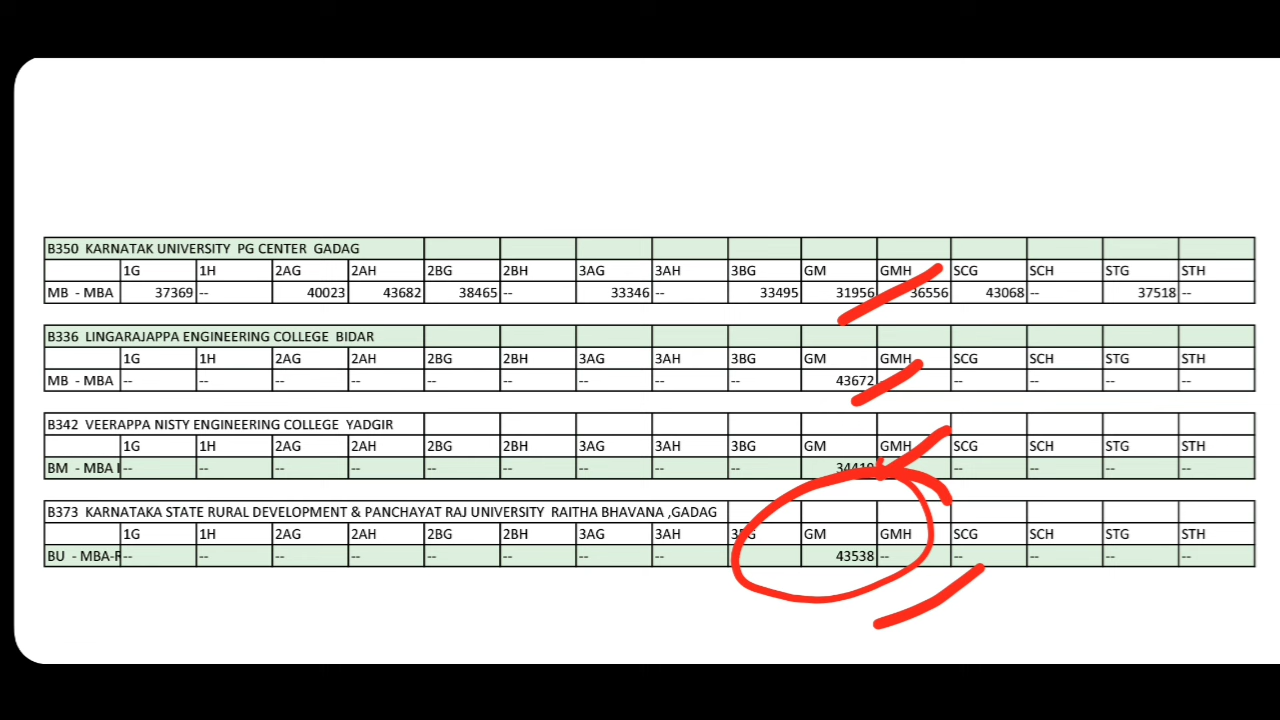 B350 KARNATAK UNIVERSITY PG CENTER GADAG
1G 1H 2AG 2AH 2BG 2BH 3AG 3AH 3BG GM GMH SCG SCH STG STH
MB - MBA 37369 -- 40023 43682 38465 -- 33346 -- 33495 31956 36556 43068 -- 37518 --
B336 LINGARAJAPPA ENGINEERING COLLEGE BIDAR
1G 1H 2AG 2AH 2BG 2BH 3AG 3AH 3BG GM GMH SCG SCH STG STH
MB - MBA -- -- -- -- -- -- -- -- -- 43672 -- -- -- --
B342 VEERAPPA NISTY ENGINEERING COLLEGE YADGIR
1G 1H 2AG 2AH 2BG 2BH 3AG 3AH 3BG GM GMH SCG SCH STG STH
BM - MBA I -- -- -- -- -- -- -- -- -- -- -- -- --
B373 KARNATAKA STATE RURAL DEVELOPMENT & PANCHAYAT RAJ UNIVERSITY RAITHA BHAVANA ,GADAG
1G 1H 2AG 2AH 2BG 2BH 3AG 3AH 3BG GM GMH SCG SCH STG STH
BU - MBA-R -- -- -- -- -- -- -- -- -- 43538 -- -- -- -- --